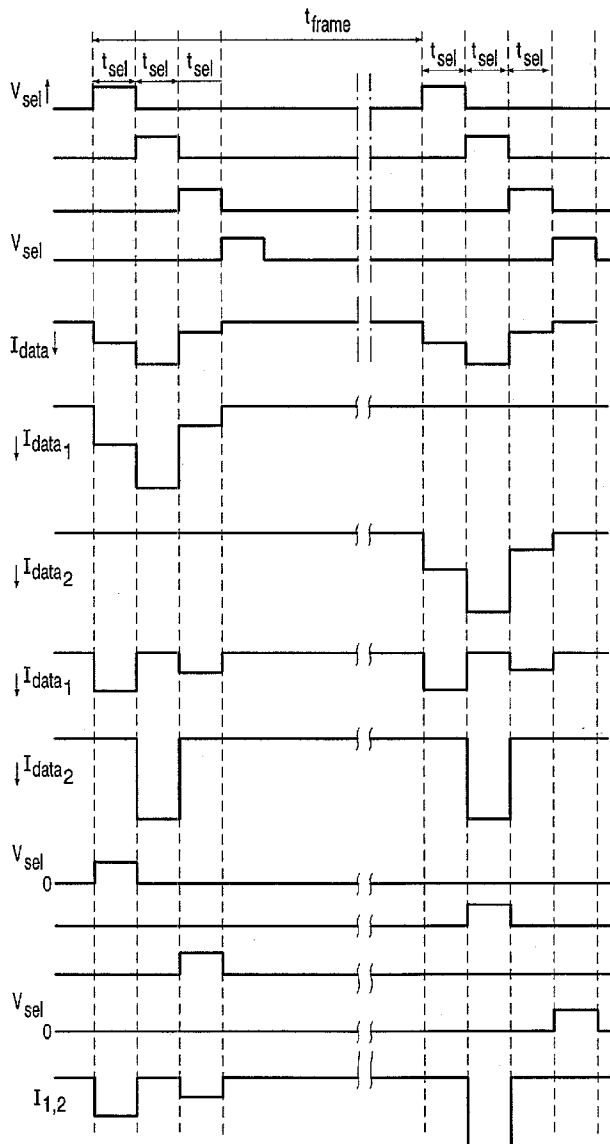 t_frame
t_sel t_sel t_sel t_sel t_sel t_sel
V_sel
V_sel
I_data
I_data1
I_data2
I_data1
I_data2
V_sel
0
V_sel
0
I_1,2